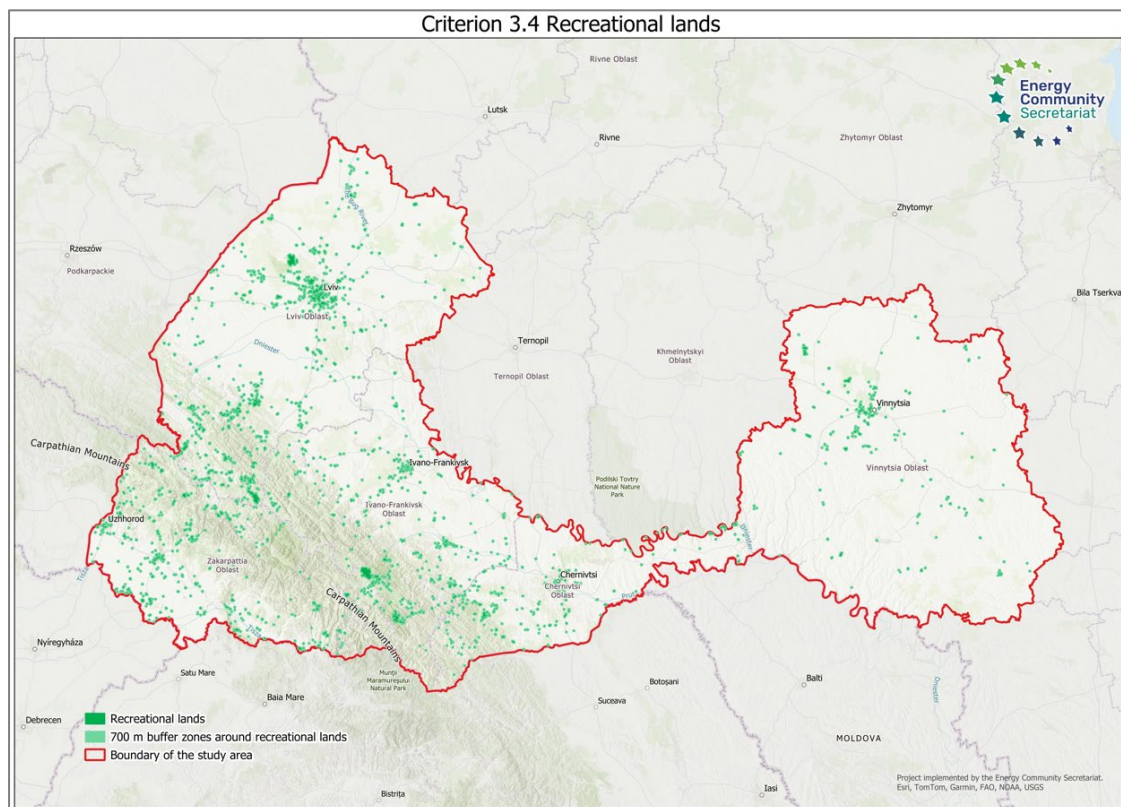 Criterion 3.4 Recreational lands
Energy
Community
Secretariat
Rivne Oblast
Lutsk
Rivne
Zhytomyr Oblast
Zhytomyr
Rzeszów
Podkarpackie
Lviv
Lviv Oblast
Dniester
Bila Tserkva
Ternopil
Ternopil Oblast
Khmelnytskyi
Oblast
Vinnytsia
Vinnytsia Oblast
Carpathian Mountains
Ivano-Frankivsk
Ivano-Frankivsk
Oblast
Podilski Tovtry
National Nature
Park
Uzhhorod
Dniester
Zakarpattia
Oblast
Chernivtsi
Chernivtsi
Oblast
Prut
Carpathian Mountains
Nyíregyháza
Satu Mare
Munții
Maramureșului
Natural Park
Baia Mare
Botoșani
Suceava
Balti
Dniester
Debrecen
MOLDOVA
Bistrița
Iasi
Recreational lands
700 m buffer zones around recreational lands
Boundary of the study area
Project implemented by the Energy Community Secretariat.
Esri, TomTom, Garmin, FAO, NOAA, USGS